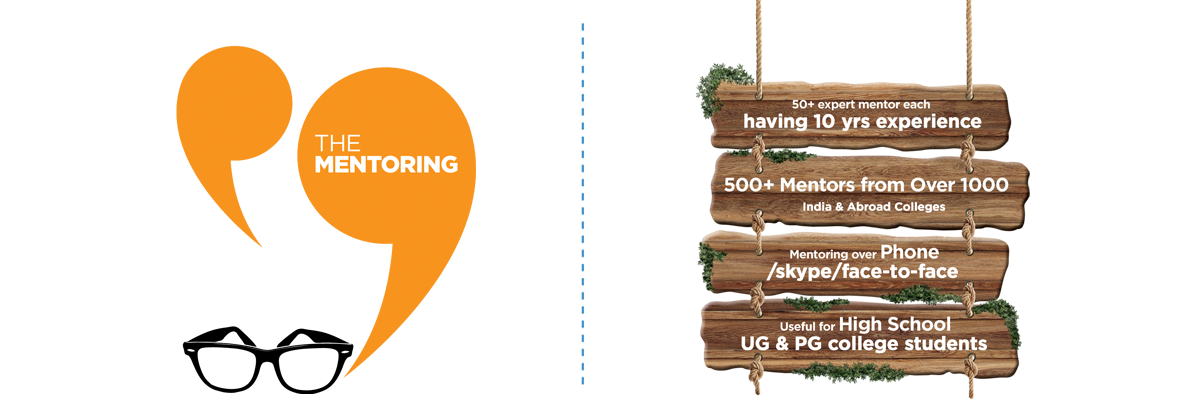 THE
MENTORING
50+ expert mentor each
having 10 yrs experience
500+ Mentors from Over 1000
India & Abroad Colleges
Mentoring over Phone
/skype/face-to-face
Useful for High School
UG & PG college students